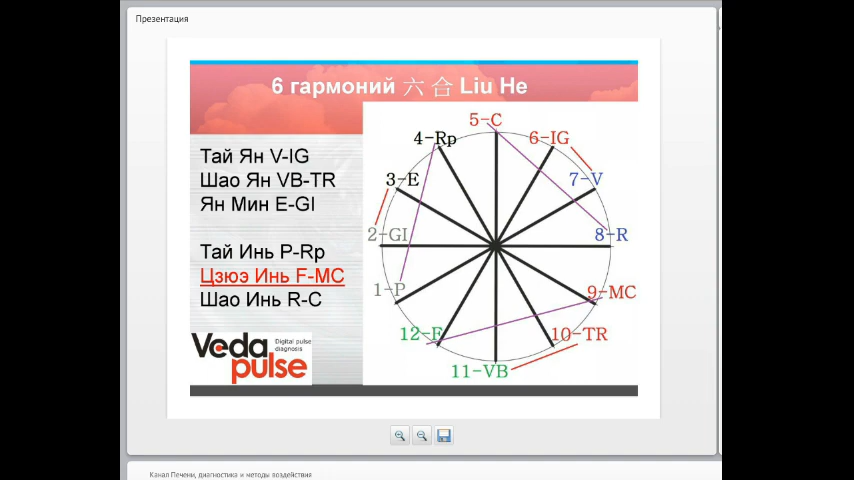 Презентация
6 гармоний 六合 Liu He
Тай Ян V-IG
Шао Ян VB-TR
Ян Мин E-GI
Тай Инь P-Rp
Цзюэ Инь F-MC
Шао Инь R-C
Veda
pulse
Digital pulse
diagnosis
5-C
4-Rp
6-IG
3-E
7-V
2-GI
8-R
1-P
9-MC
12-F
10-TR
11-VB
Канал Печени, диагностика и методы воздействия